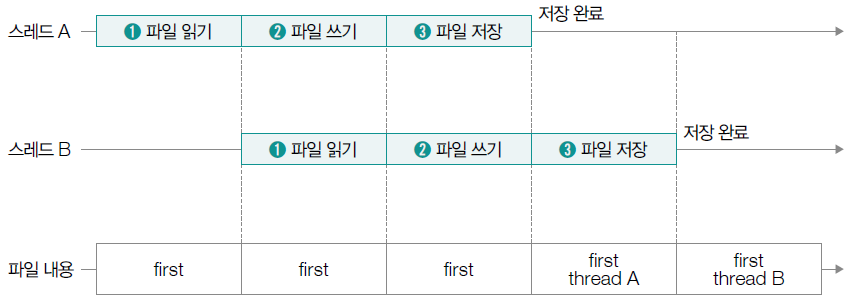 스레드 A
❶ 파일 읽기
❷ 파일 쓰기
❸ 파일 저장
저장 완료
스레드 B
❶ 파일 읽기
❷ 파일 쓰기
❸ 파일 저장
저장 완료
파일 내용
first
first
first
first
thread A
first
thread B